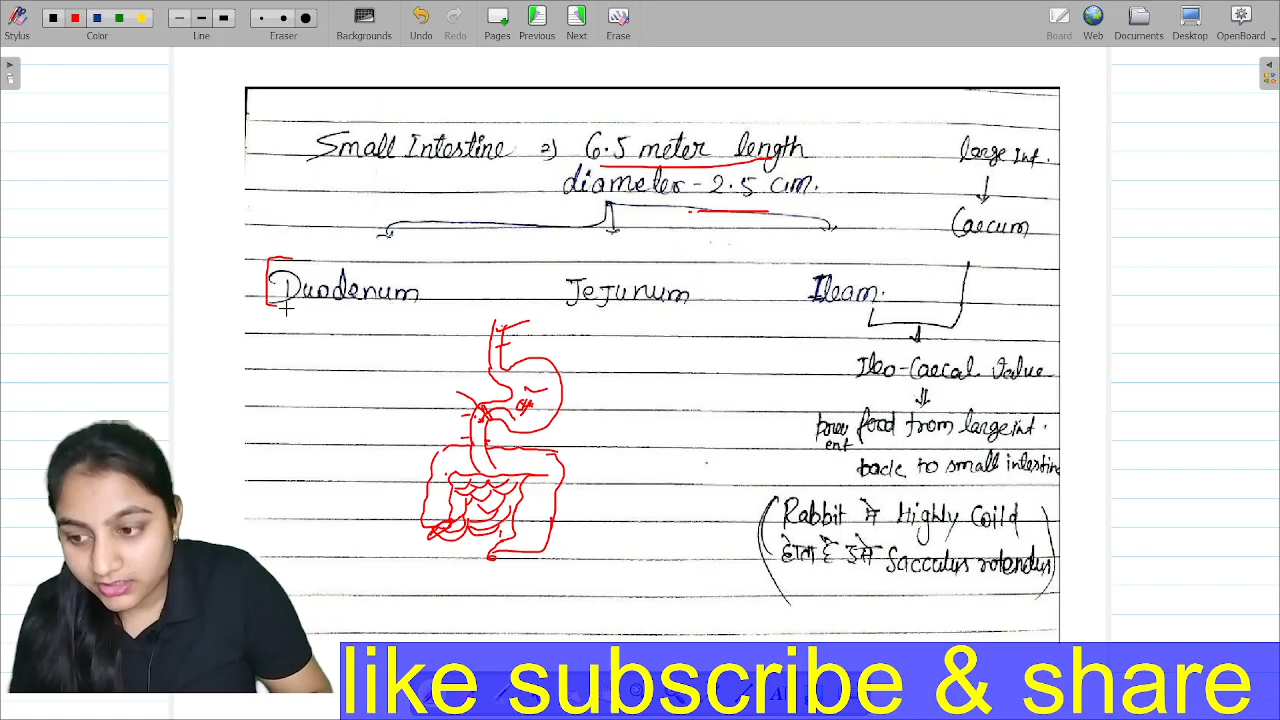 Stylus Color Line Eraser Backgrounds Undo Redo Pages Previous Next Erase Board Web Documents Desktop OpenBoard
Small Intestine ⇒ 6.5 meter length
diameter - 2.5 cm.
large Int.
Caecum
Duodenum Jejunum Ileam.
Ileo-Caecal Valve
food from large int.
back to small intestine
(Rabbit में Highly Coild
होता है इसे Sacculus rotendus)
like subscribe & share